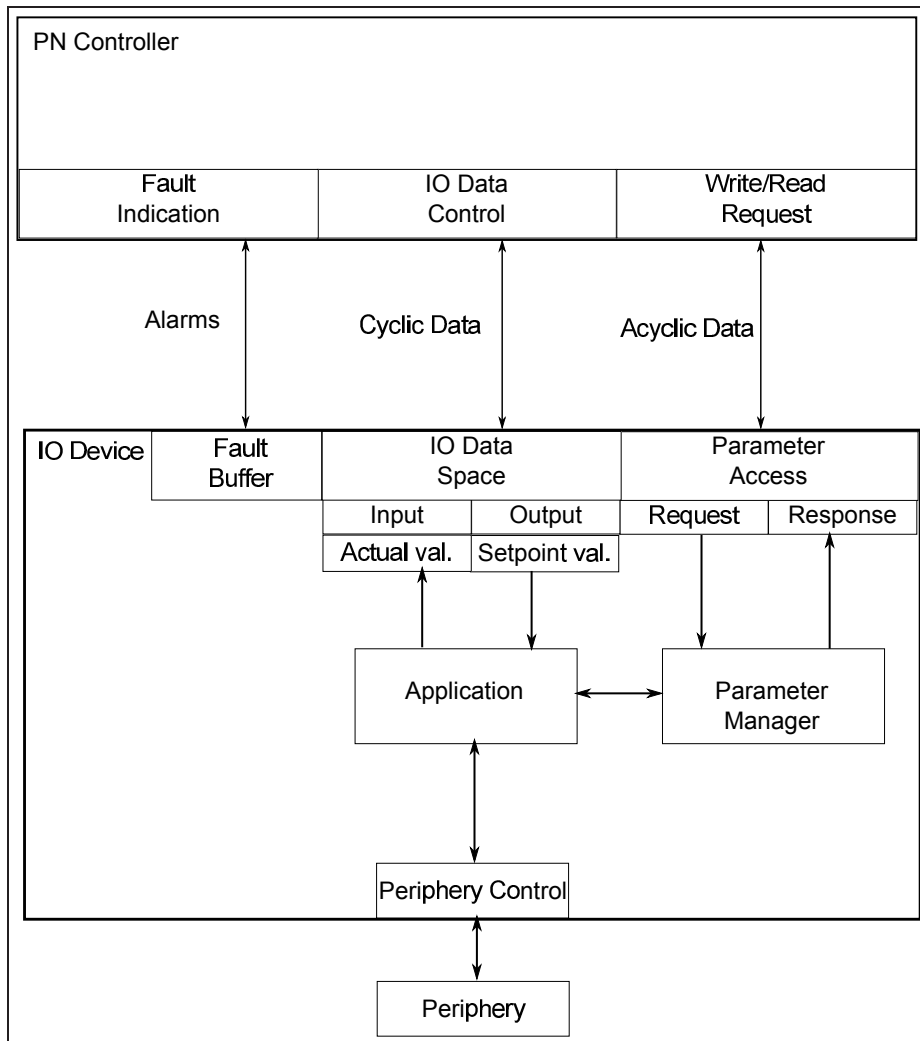 PN Controller
Fault
Indication
IO Data
Control
Write/Read
Request
Alarms
Cyclic Data
Acyclic Data
IO Device
Fault
Buffer
IO Data
Space
Parameter
Access
Input
Output
Request
Response
Actual val.
Setpoint val.
Application
Parameter
Manager
Periphery Control
Periphery